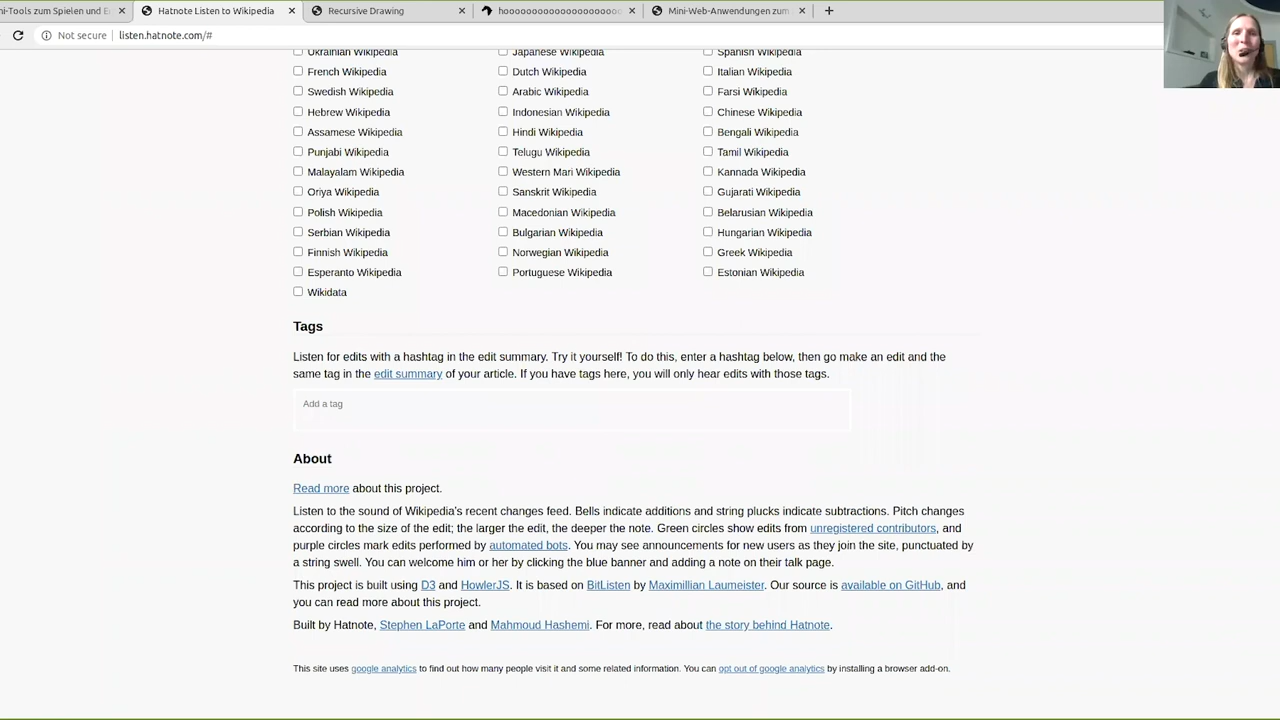 ni-Tools zum Spielen und E
Hatnote Listen to Wikipedia
Recursive Drawing
hooooooooooooooooooooo
Mini-Web-Anwendungen zum
Not secure
listen.hatnote.com/#
Ukrainian Wikipedia
Japanese Wikipedia
Spanish Wikipedia
French Wikipedia
Dutch Wikipedia
Italian Wikipedia
Swedish Wikipedia
Arabic Wikipedia
Farsi Wikipedia
Hebrew Wikipedia
Indonesian Wikipedia
Chinese Wikipedia
Assamese Wikipedia
Hindi Wikipedia
Bengali Wikipedia
Punjabi Wikipedia
Telugu Wikipedia
Tamil Wikipedia
Malayalam Wikipedia
Western Mari Wikipedia
Kannada Wikipedia
Oriya Wikipedia
Sanskrit Wikipedia
Gujarati Wikipedia
Polish Wikipedia
Macedonian Wikipedia
Belarusian Wikipedia
Serbian Wikipedia
Bulgarian Wikipedia
Hungarian Wikipedia
Finnish Wikipedia
Norwegian Wikipedia
Greek Wikipedia
Esperanto Wikipedia
Portuguese Wikipedia
Estonian Wikipedia
Wikidata
Tags
Listen for edits with a hashtag in the edit summary. Try it yourself! To do this, enter a hashtag below, then go make an edit and the
same tag in the edit summary of your article. If you have tags here, you will only hear edits with those tags.
Add a tag
About
Read more about this project.
Listen to the sound of Wikipedia's recent changes feed. Bells indicate additions and string plucks indicate subtractions. Pitch changes
according to the size of the edit; the larger the edit, the deeper the note. Green circles show edits from unregistered contributors, and
purple circles mark edits performed by automated bots. You may see announcements for new users as they join the site, punctuated by
a string swell. You can welcome him or her by clicking the blue banner and adding a note on their talk page.
This project is built using D3 and HowlerJS. It is based on BitListen by Maximillian Laumeister. Our source is available on GitHub, and
you can read more about this project.
Built by Hatnote, Stephen LaPorte and Mahmoud Hashemi. For more, read about the story behind Hatnote.
This site uses google analytics to find out how many people visit it and some related information. You can opt out of google analytics by installing a browser add-on.